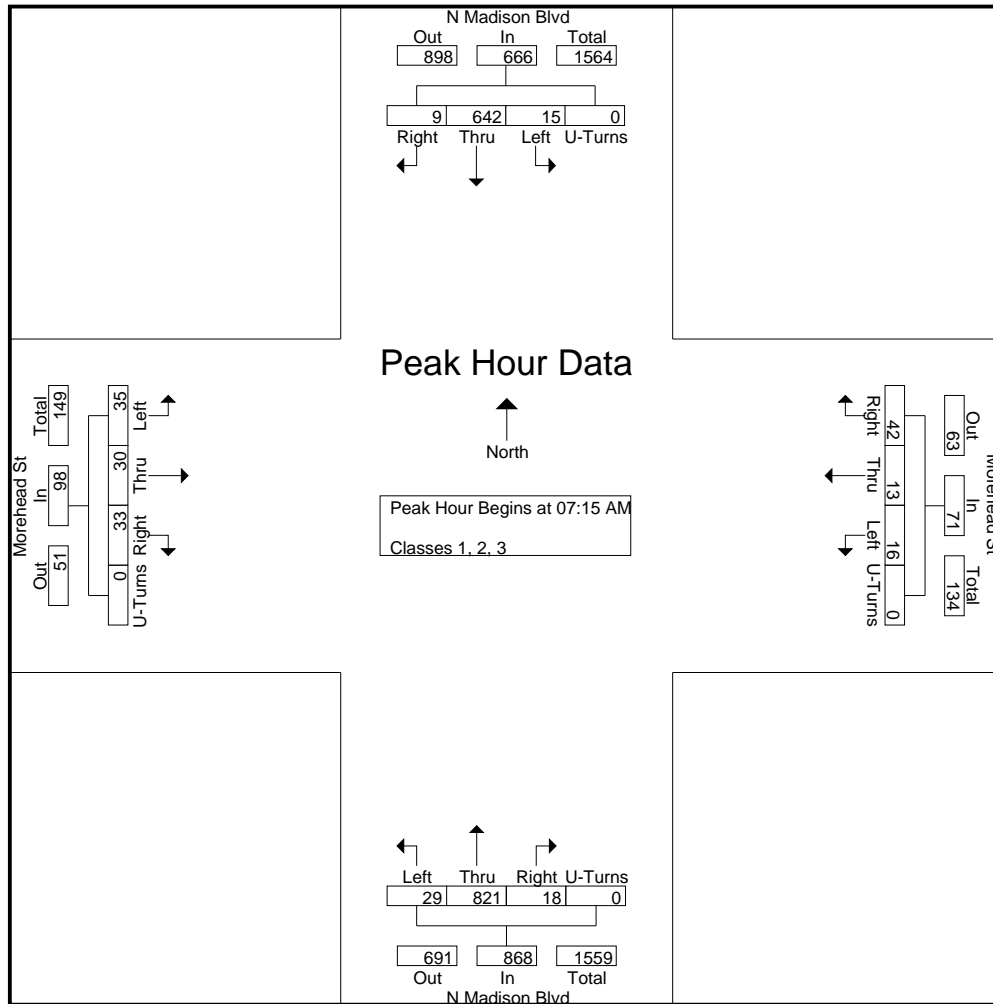 N Madison Blvd
Out In Total
898 666 1564
9 642 15 0
Right Thru Left U-Turns
Peak Hour Data
North
Peak Hour Begins at 07:15 AM
Classes 1, 2, 3
Morehead St
Total In Out
149 98 51
35 30 33 0
Left Thru Right U-Turns
Right Thru Left U-Turns
42 13 16 0
Out In Total
63 71 134
Morehead St
Left Thru Right U-Turns
29 821 18 0
691 868 1559
Out In Total
N Madison Blvd